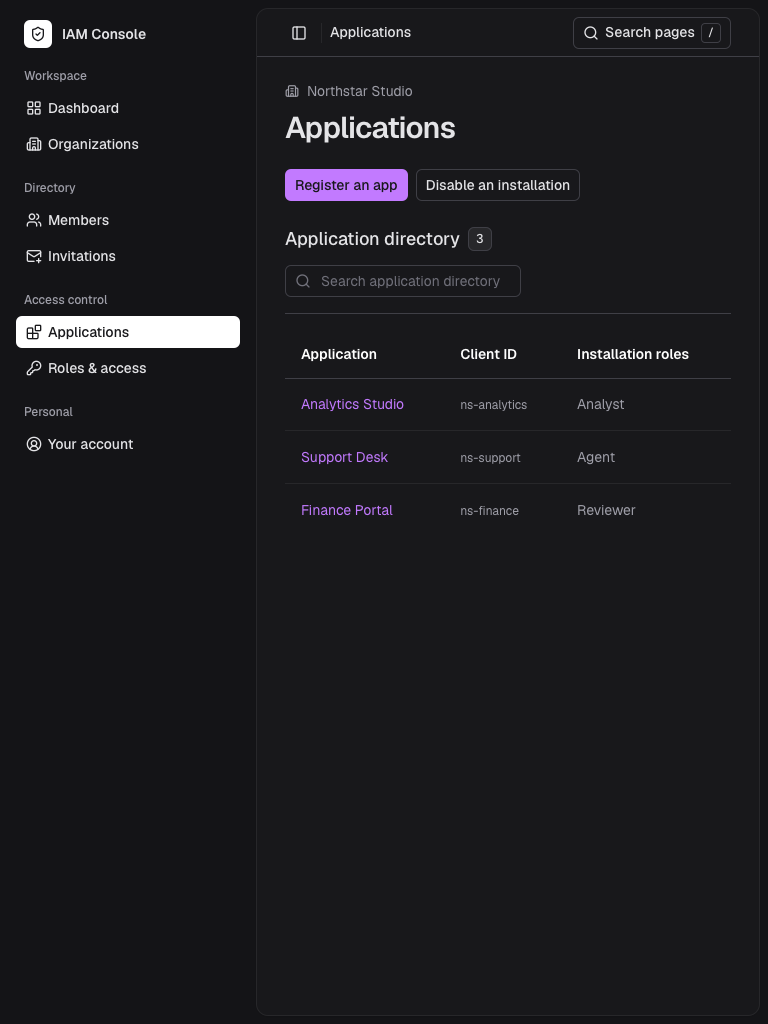 IAM Console
Workspace
Dashboard
Organizations
Directory
Members
Invitations
Access control
Applications
Roles & access
Personal
Your account
Applications
Search pages /
Northstar Studio
Applications
Register an app
Disable an installation
Application directory 3
Search application directory
Application Client ID Installation roles
Analytics Studio ns-analytics Analyst
Support Desk ns-support Agent
Finance Portal ns-finance Reviewer